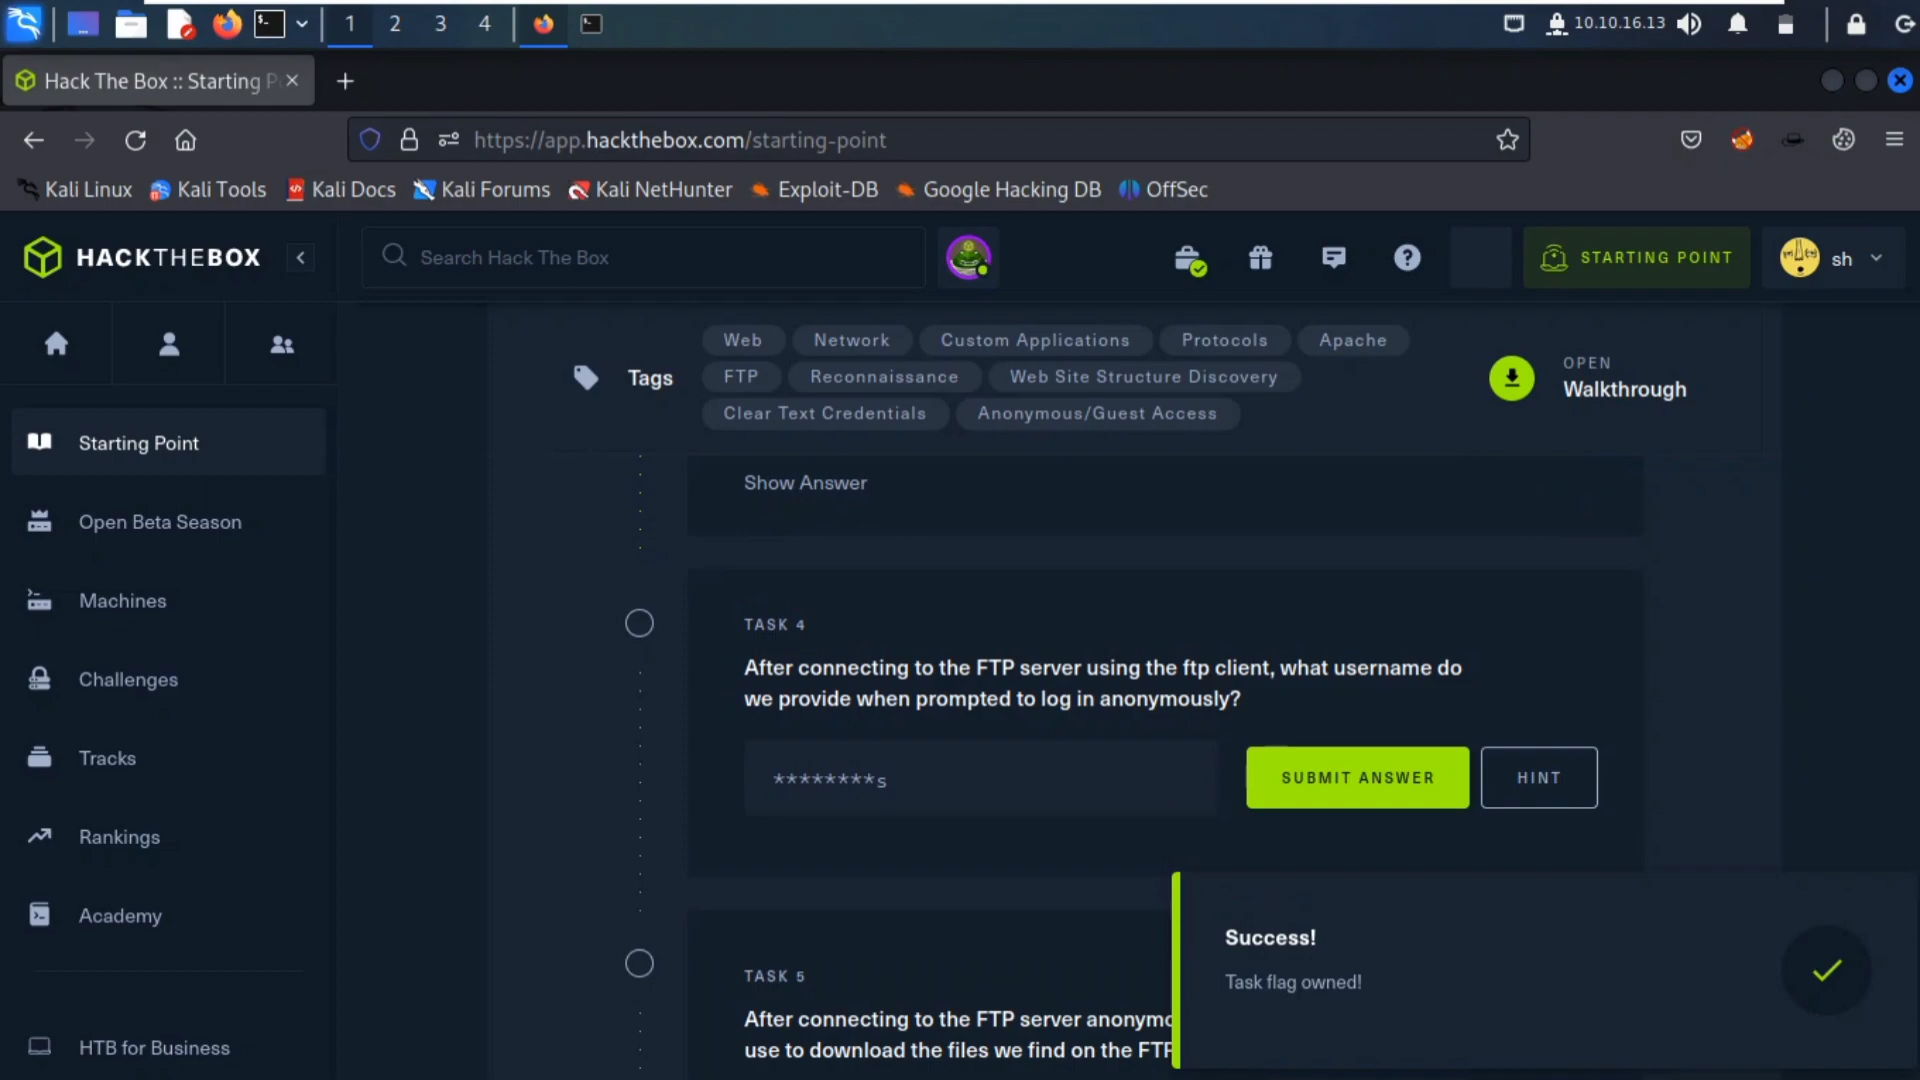 1 2 3 4 10.10.16.13
Hack The Box :: Starting P
https://app.hackthebox.com/starting-point
Kali Linux Kali Tools Kali Docs Kali Forums Kali NetHunter Exploit-DB Google Hacking DB OffSec
HACKTHEBOX Search Hack The Box STARTING POINT sh
Web Network Custom Applications Protocols Apache
Tags FTP Reconnaissance Web Site Structure Discovery
Clear Text Credentials Anonymous/Guest Access
OPEN
Walkthrough
Starting Point
Open Beta Season
Machines
Challenges
Tracks
Rankings
Academy
HTB for Business
Show Answer
TASK 4
After connecting to the FTP server using the ftp client, what username do
we provide when prompted to log in anonymously?
********s SUBMIT ANSWER HINT
TASK 5
After connecting to the FTP server anonymo
use to download the files we find on the FTP
Success!
Task flag owned!